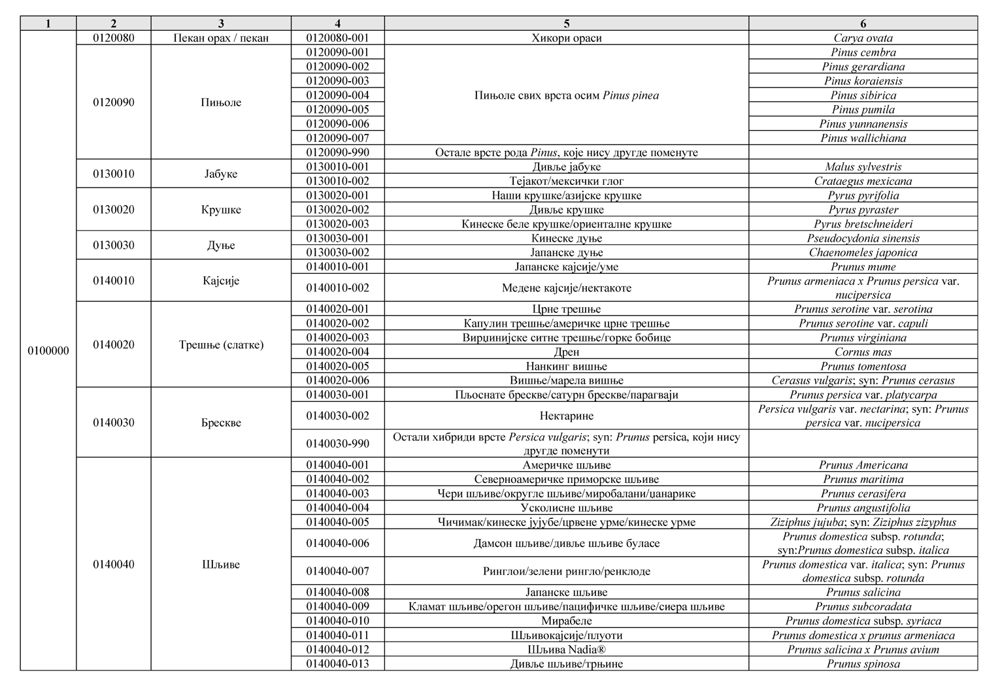 1 2 3 4 5 6
0120080 Пекан орах / пекан 0120080-001 Хикори ораси Carya ovata
0120090-001 Pinus cembra
0120090-002 Pinus gerardiana
0120090-003 Pinus koraiensis
0120090-004 Пињоле свих врста осим Pinus pinea Pinus sibirica
0120090 Пињоле
0120090-005 Pinus pumila
0120090-006 Pinus yunnanensis
0120090-007 Pinus wallichiana
0120090-990 Остале врсте рода Pinus, које нису другде поменуте
0130010 Јабуке
0130010-001 Дивље јабуке Malus sylvestris
0130010-002 Тејакот/мексички глог Crataegus mexicana
0130020-001 Наши крушке/азијске крушке Pyrus pyrifolia
0130020 Крушке 0130020-002 Дивље крушке Pyrus pyraster
0130020-003 Кинеске беле крушке/оријенталне крушке Pyrus bretschneideri
0130030 Дуње
0130030-001 Кинеске дуње Pseudocydonia sinensis
0130030-002 Јапанске дуње Chaenomeles japonica
0140010 Кајсије
0140010-001 Јапанске кајсије/уме Prunus mume
0140010-002 Медене кајсије/нектакоте Prunus armeniaca x Prunus persica var.
nucipersica
0140020-001 Црне трешње Prunus serotine var. serotina
0140020-002 Капулин трешње/америчке црне трешње Prunus serotine var. capuli
0140020-003 Вирџинијске ситне трешње/горке бобице Prunus virginiana
0100000 0140020 Трешње (слатке)
0140020-004 Дрен Cornus mas
0140020-005 Нанкинг вишње Prunus tomentosa
0140020-006 Вишње/марела вишње Cerasus vulgaris; syn: Prunus cerasus
0140030-001 Пљоснате брескве/сатурн брескве/парагваји Prunus persica var. platycarpa
0140030-002 Нектарине Persica vulgaris var. nectarina; syn: Prunus
persica var. nucipersica
0140030 Брескве
0140030-990 Остали хибриди врсте Persica vulgaris; syn: Prunus persica, који нису
другде поменути
0140040-001 Америчке шљиве Prunus Americana
0140040-002 Северноамеричке приморске шљиве Prunus maritima
0140040-003 Чери шљиве/округле шљиве/миробалани/џанарике Prunus cerasifera
0140040-004 Усколисне шљиве Prunus angustifolia
0140040-005 Чичимак/кинеске јујубе/црвене урме/кинеске урме Ziziphus jujuba; syn: Ziziphus zizyphus
0140040-006 Дамсон шљиве/дивље шљиве буласе Prunus domestica subsp. rotunda;
syn:Prunus domestica subsp. italica
0140040 Шљиве
0140040-007 Ринглои/зелени рингло/ренклоде Prunus domestica var. italica; syn: Prunus
domestica subsp. rotunda
0140040-008 Јапанске шљиве Prunus salicina
0140040-009 Кламат шљиве/орегон шљиве/пацифичке шљиве/сиера шљиве Prunus subcoradata
0140040-010 Мирабеле Prunus domestica subsp. syriaca
0140040-011 Шљивокајсије/плуоти Prunus domestica x prunus armeniaca
0140040-012 Шљива Nadia® Prunus salicina x Prunus avium
0140040-013 Дивље шљиве/трњине Prunus spinosa